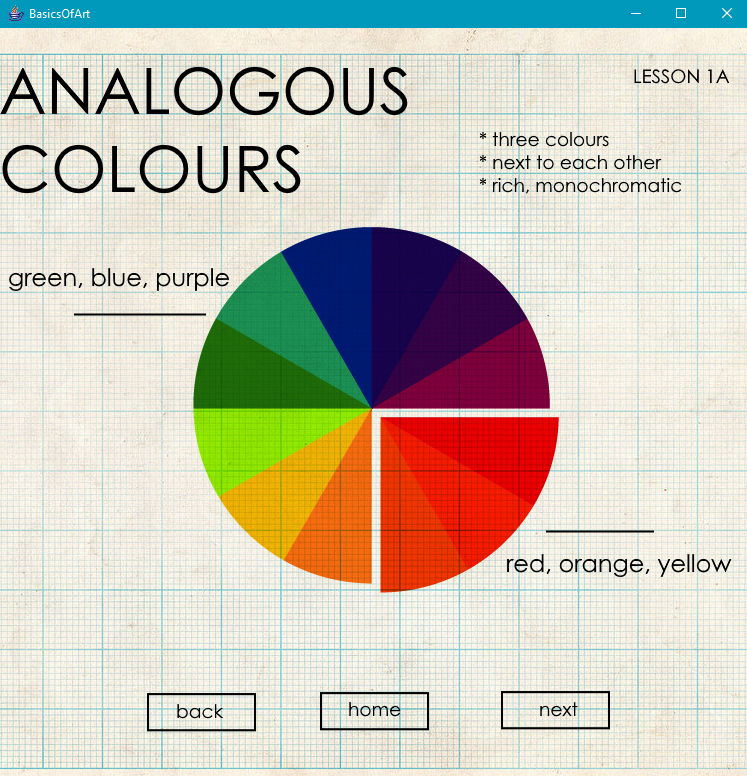 BasicsOfArt
ANALOGOUS
COLOURS
LESSON 1A
* three colours
* next to each other
* rich, monochromatic
green, blue, purple
red, orange, yellow
back
home
next